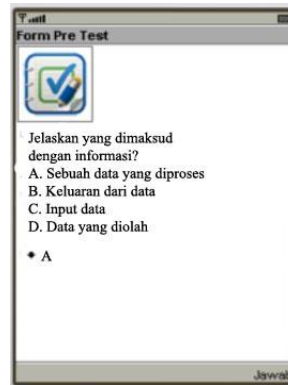 Form Pre Test
Jelaskan yang dimaksud
dengan informasi?
A. Sebuah data yang diproses
B. Keluaran dari data
C. Input data
D. Data yang diolah
A
Jawab